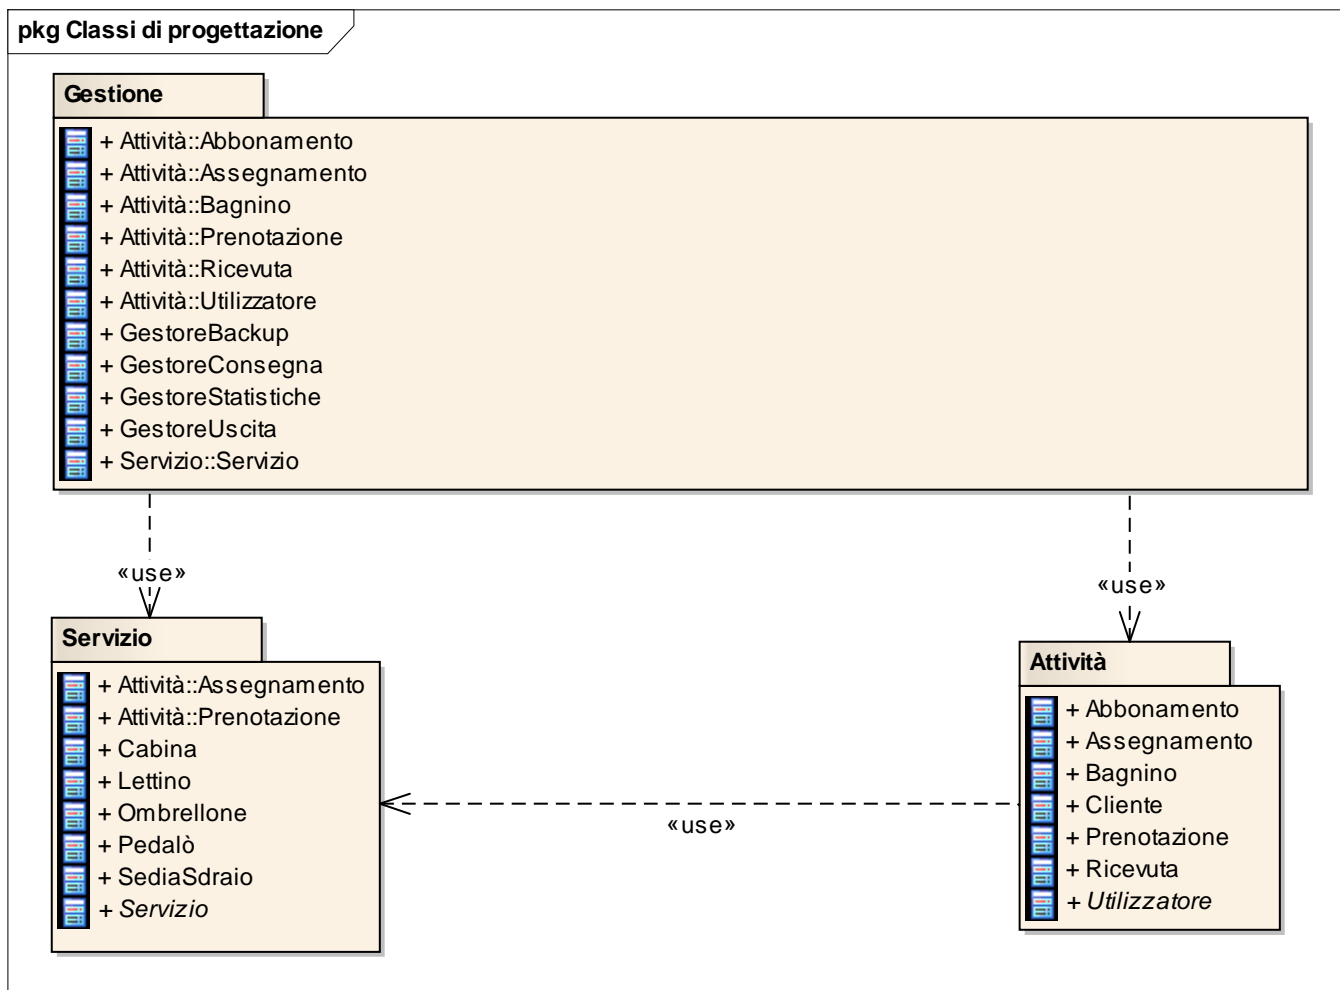 pkg Classi di progettazione
Gestione
+ Attività::Abbonamento
+ Attività::Assegnamento
+ Attività::Bagnino
+ Attività::Prenotazione
+ Attività::Ricevuta
+ Attività::Utilizzatore
+ GestoreBackup
+ GestoreConsegna
+ GestoreStatistiche
+ GestoreUscita
+ Servizio::Servizio
«use»
«use»
Servizio
+ Attività::Assegnamento
+ Attività::Prenotazione
+ Cabina
+ Lettino
+ Ombrellone
+ Pedalò
+ SediaSdraio
+ Servizio
«use»
Attività
+ Abbonamento
+ Assegnamento
+ Bagnino
+ Cliente
+ Prenotazione
+ Ricevuta
+ Utilizzatore